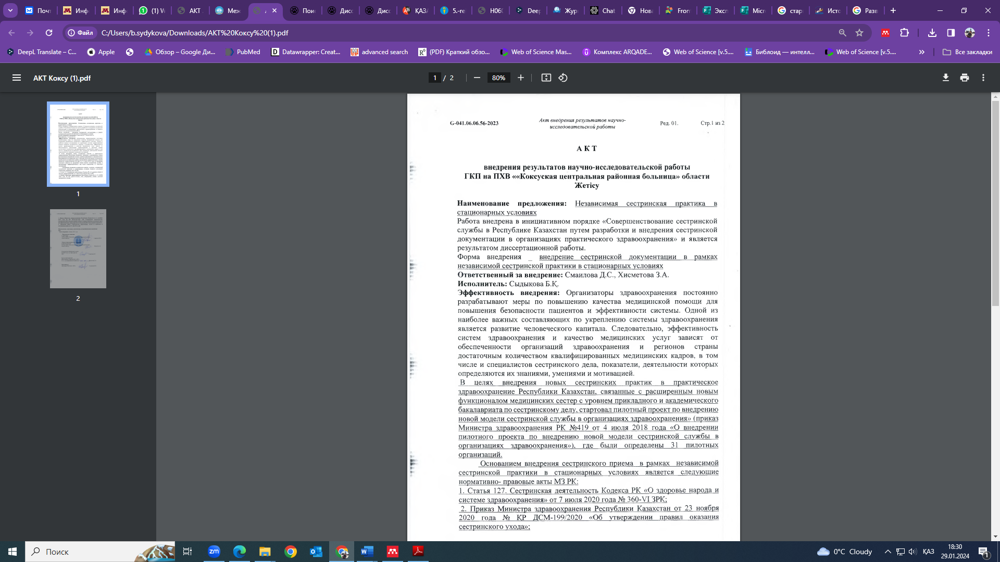 Почт
Инфо
Инфо
(1) W
АКТ
Меж
А
Поис
Дисс
Дисс
ҚАЗА
5.-re
Н060
Deep
Жур
Chat
Нова
Fron
Эксп
Micr
стар
Исто
Разв
Файл
C:/Users/b.sydykova/Downloads/АКТ%20Коксу%20(1).pdf
DeepL Translate – С...
Apple
Обзор – Google Ди...
PubMed
Datawrapper: Creat...
advanced search
(PDF) Краткий обзо...
Web of Science Mas...
Комплекс ARQADE...
Web of Science [v.5....
Библоид — интелл...
Web of Science [v.5....
»
Все закладки
АКТ Коксу (1).pdf
1 / 2
80%
1
2
G-041.06.06.56-2023
Акт внедрения результатов научно-
исследовательской работы
Ред. 01.
Стр.1 из 2
А К Т
внедрения результатов научно-исследовательской работы
ГКП на ПХВ ««Коксуская центральная районная больница» области
Жетісу
Наименование предложения: Независимая сестринская практика в
стационарных условиях
Работа внедрена в инициативном порядке «Совершенствование сестринской
службы в Республике Казахстан путем разработки и внедрения сестринской
документации в организациях практического здравоохранения» и является
результатом диссертационной работы.
Форма внедрения _ внедрение сестринской документации в рамках
независимой сестринской практики в стационарных условиях
Ответственный за внедрение: Смаилова Д.С., Хисметова З.А.
Исполнитель: Сыдыкова Б.Қ.
Эффективность внедрения: Организаторы здравоохранения постоянно
разрабатывают меры по повышению качества медицинской помощи для
повышения безопасности пациентов и эффективности системы. Одной из
наиболее важных составляющих по укреплению системы здравоохранения
является развитие человеческого капитала. Следовательно, эффективность
систем здравоохранения и качество медицинских услуг зависят от
обеспеченности организаций здравоохранения и регионов страны
достаточным количеством квалифицированных медицинских кадров, в том
числе и специалистов сестринского дела, показатели, деятельности которых
определяются их знаниями, умениями и мотивацией.
В целях внедрения новых сестринских практик в практическое
здравоохранение Республики Казахстан, связанные с расширенным новым
функционалом медицинских сестер с уровнем прикладного и академического
бакалавриата по сестринскому делу, стартовал пилотный проект по внедрению
новой модели сестринской службы в организациях здравоохранения» (приказ
Министра здравоохранения РК №419 от 4 июля 2018 года «О внедрении
пилотного проекта по внедрению новой модели сестринской службы в
организациях здравоохранения»), где были определены 31 пилотных
организаций.
Основанием внедрения сестринского приема в рамках независимой
сестринской практики в стационарных условиях является следующие
нормативно- правовые акты МЗ РК:
1. Статья 127. Сестринская деятельность Кодекса РК «О здоровье народа и
системе здравоохранения» от 7 июля 2020 года № 360-VI ЗРК;
2. Приказ Министра здравоохранения Республики Казахстан от 23 ноября
2020 года № ҚР ДСМ-199/2020 «Об утверждении правил оказания
сестринского ухода»;
Поиск
zm
0°C Cloudy
ҚАЗ
18:30
29.01.2024
1